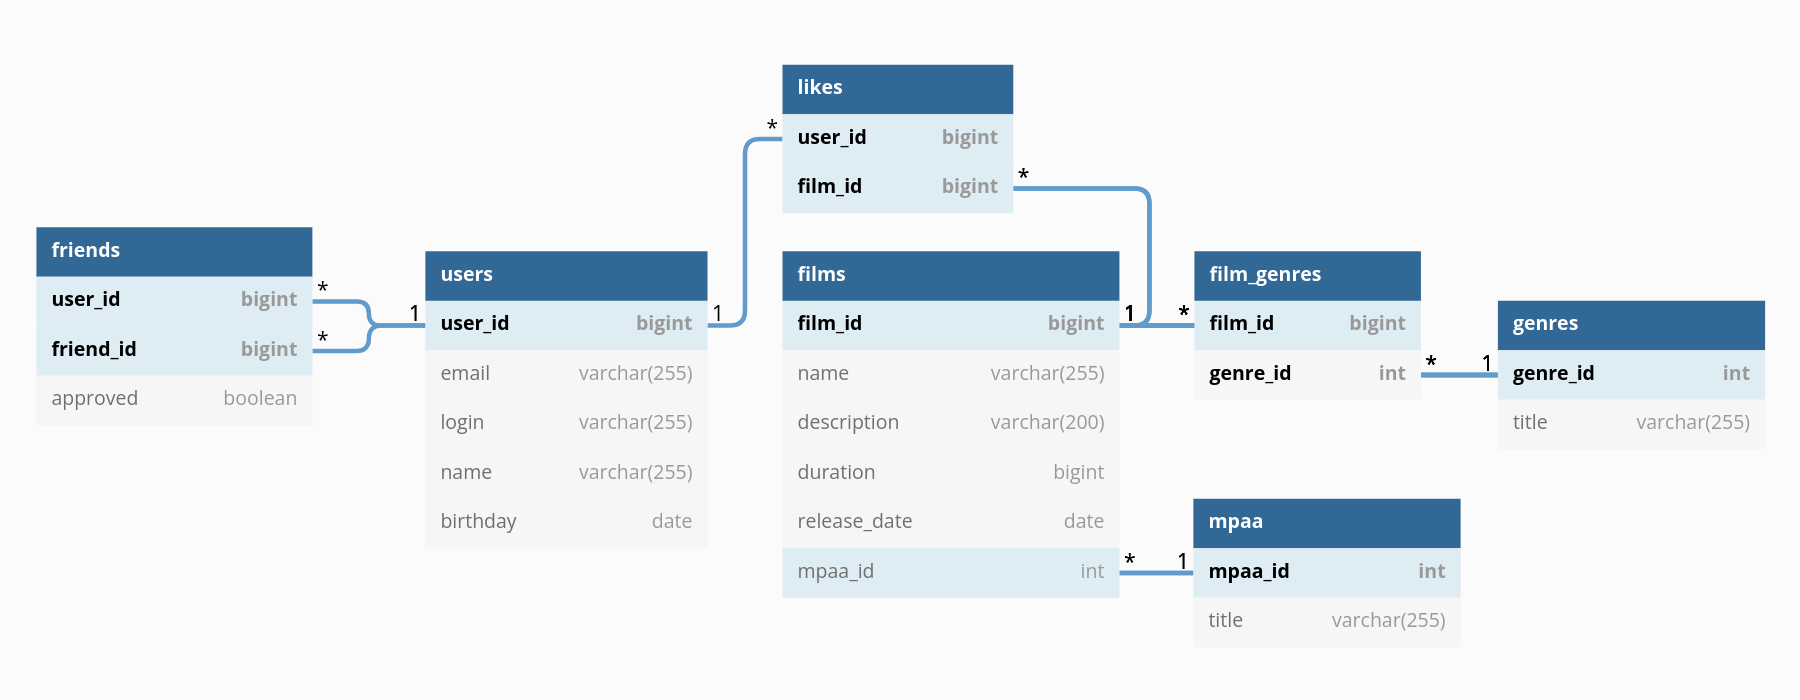 likes
user_id bigint
film_id bigint
*
*
friends
user_id bigint
friend_id bigint
approved boolean
*
*
1
users
user_id bigint
email varchar(255)
login varchar(255)
name varchar(255)
birthday date
1
films
film_id bigint
name varchar(255)
description varchar(200)
duration bigint
release_date date
mpaa_id int
1
*
film_genres
film_id bigint
genre_id int
*
1
genres
genre_id int
title varchar(255)
*
1
mpaa
mpaa_id int
title varchar(255)